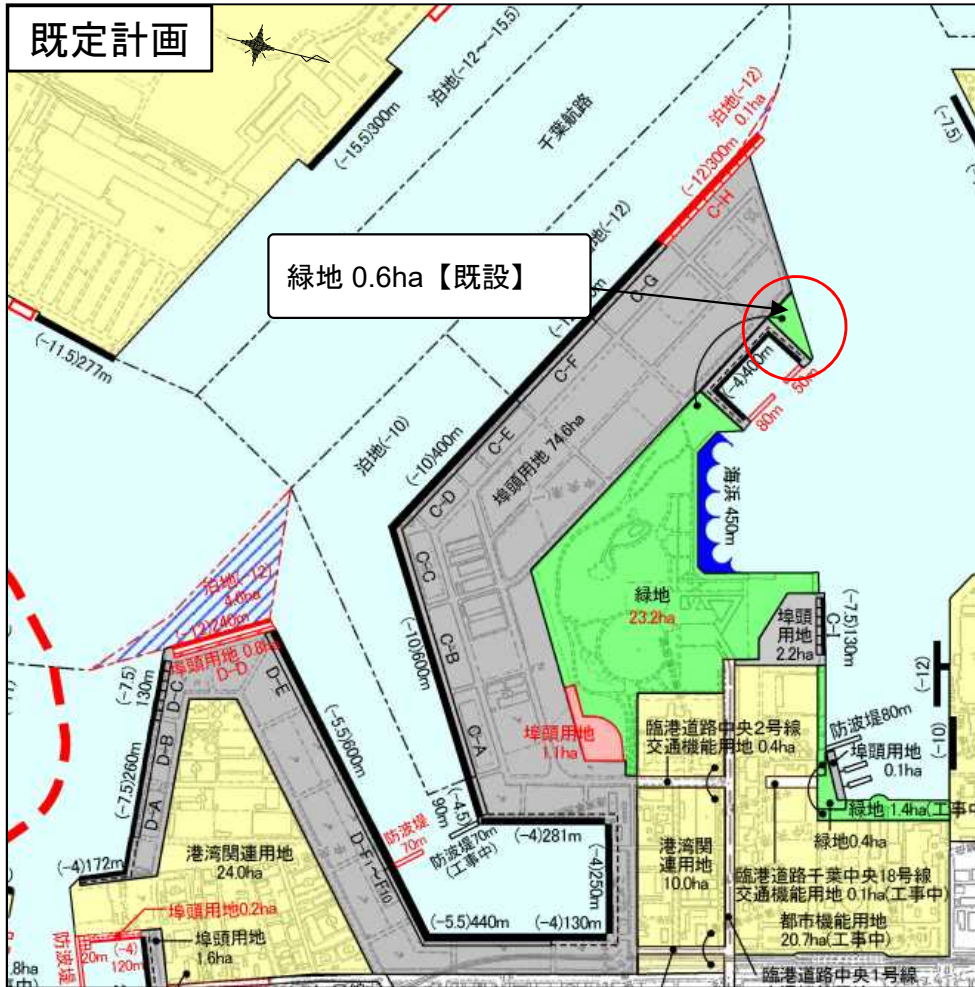 既定計画
泊地(-12~-15.5)
(-15.5)300m
千葉航路
泊地(-12)
0.1ha
(-7.5)
(-12)300m
C-H
緑地 0.6ha【既設】
C-G
(-11.5)277m
C-F
(-4)400m
50m
80m
泊地(-10)
C-E
(-10)400m
埠頭用地 74.6ha
海浜 450m
C-D
C-C
泊地(-12)
4.6ha
緑地
23.2ha
(-12)240m
埠頭用地 0.8ha
D-D
C-B
(-10)600m
埠頭用地
2.2ha
C-I
(-7.5)130m
(-7.5)
130m
D-C
D-E
(-12)
D-B
(-5.5)600m
埠頭用地
1.1ha
臨港道路中央2号線
交通機能用地 0.4ha
防波堤80m
(-10)
C-A
(-7.5)260m
埠頭用地
0.1ha
D-A
(-4.5)
90m
緑地 1.4ha(工事中
防波堤
70m
防波堤70m
(工事中)
(-4)281m
緑地0.4ha
(-4)172m
港湾関連用地
24.0ha
D-F1~F10
(-4)250m
港湾関
連用地
10.0ha
臨港道路千葉中央18号線
交通機能用地 0.1ha(工事中)
埠頭用地0.2ha
(-5.5)440m
(-4)130m
都市機能用地
20.7ha(工事中)
埠頭用地
1.6ha
防波堤
20m
(-4)
120m
臨港道路中央1号線